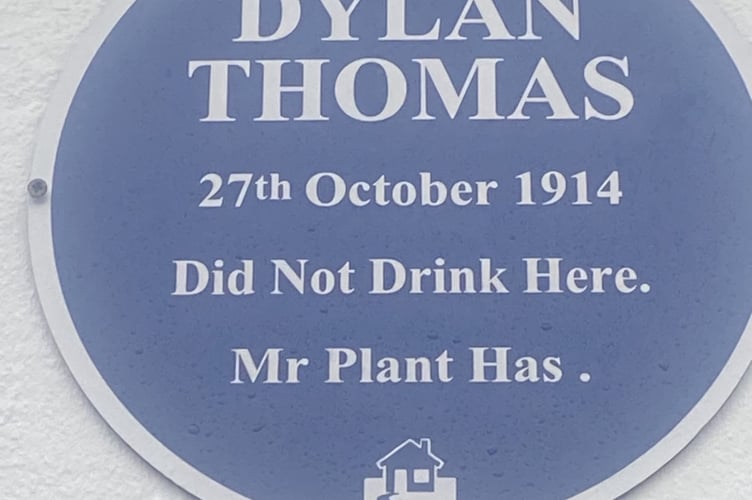 DYLAN
THOMAS
27th October 1914
Did Not Drink Here.
Mr Plant Has .